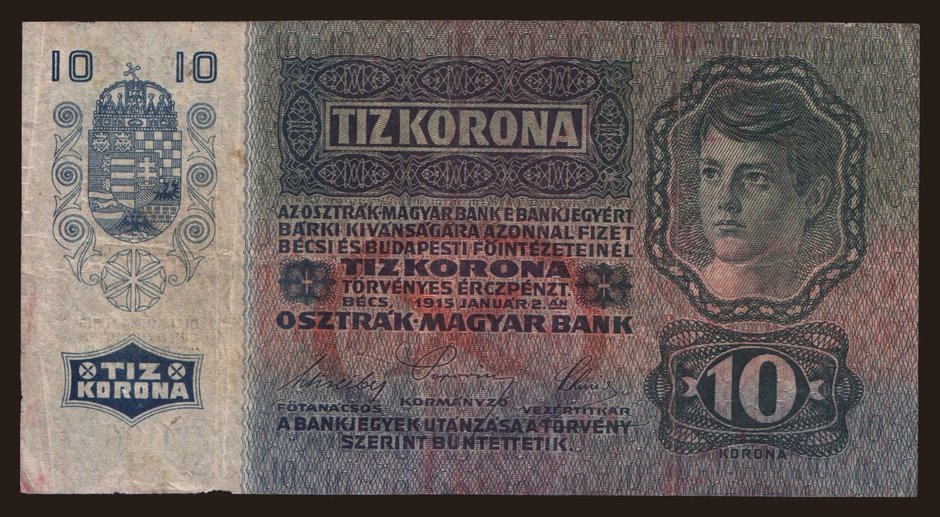 10 10
TIZ KORONA
AZ OSZTRÁK-MAGYAR BANK E BANKJEGYÉRT
BÁRKI KIVÁNSÁGÁRA AZONNAL FIZET
BÉCSI ÉS BUDAPESTI FŐINTÉZETEINÉL
TIZ KORONA
TÖRVÉNYES ÉRCZPÉNZT.
BÉCS, 1915 JANUÁR 2.ÁN
OSZTRÁK-MAGYAR BANK
FŐTANÁCSOS KORMÁNYZÓ VEZÉRTITKÁR
A BANKJEGYEK UTÁNZÁSA A TÖRVÉNY
SZERINT BÜNTETTETIK.
TIZ
KORONA
10
KORONA